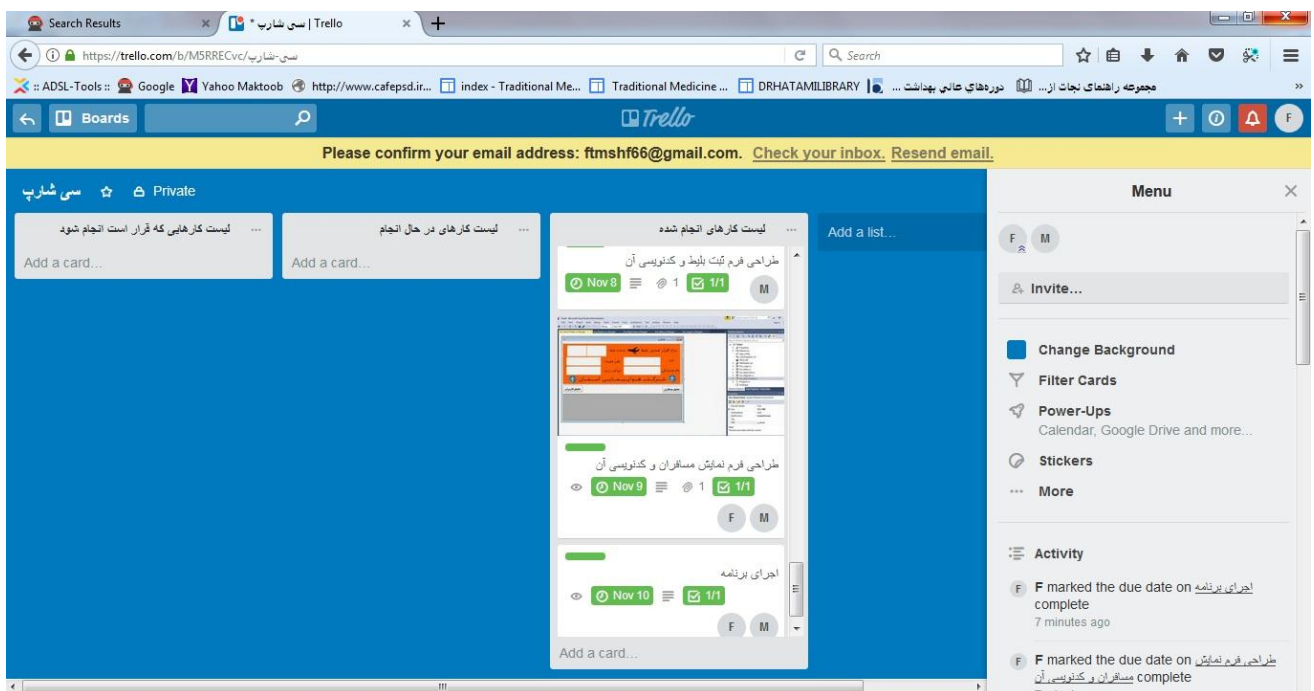 Search Results
سی شارپ * | Trello
https://trello.com/b/M5RRECvc/سی-شارپ
Search
:: ADSL-Tools :: Google Yahoo Maktoob http://www.cafepsd.ir... index - Traditional Me... Traditional Medicine ... DRHATAMILIBRARY دوره‌هاي عالي بهداشت ... مجموعه راهنمای نجات از...
Boards
Trello
F
Please confirm your email address: ftmshf66@gmail.com. Check your inbox. Resend email.
سی شارپ Private
لیست کارهایی که قرار است انجام شود
Add a card...
لیست کارهای در حال انجام
Add a card...
لیست کارهای انجام شده
طراحی فرم ثبت بلیط و کدنویسی آن
Nov 8 1 1/1
M
طراحی فرم نمایش مسافران و کدنویسی آن
Nov 9 1 1/1
F M
اجرای برنامه
Nov 10 1/1
F M
Add a card...
Add a list...
Menu
F M
Invite...
Change Background
Filter Cards
Power-Ups
Calendar, Google Drive and more...
Stickers
More
Activity
F F marked the due date on اجرای برنامه
complete
7 minutes ago
F F marked the due date on طراحی فرم نمایش
مسافران و کدنویسی آن complete